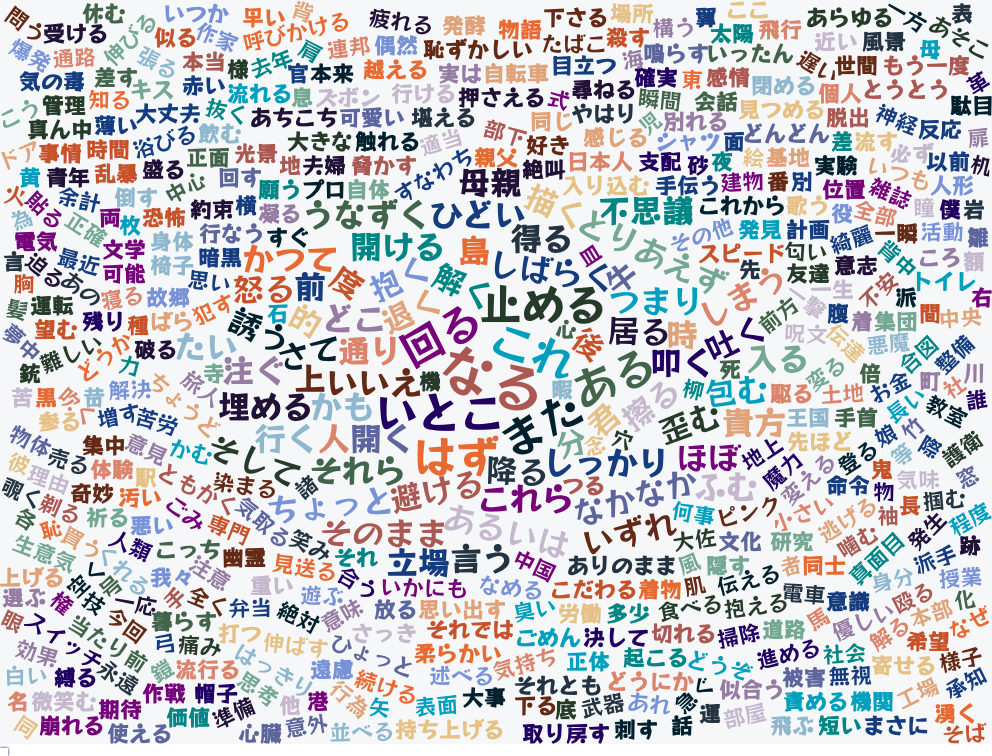 問う
受ける
休む
いつか
早い
背
疲れる
発酵
物語
下さる
場所
翼
ここ
あらゆる
一方
表
あそこ
伸びる
似る
作家
呼びかける
肩
連邦
偶然
恥ずかしい
たばこ
殺す
構う
太陽
飛行
近い
風景
母
爆発
通路
張る
本当
様
去年
官
本来
越える
実は
自転車
目立つ
海
鳴らす
いったん
遅い
世間
もう一度
気の毒
差す
キス
赤い
流れる
息
ズボン
行ける
押さえる
式
尋ねる
確実
東
感情
閉める
個人
とうとう
革
こう
管理
知る
大丈夫
抜く
あちこち
可愛い
堪える
同じ
やはり
瞬間
会話
見つめる
脱出
神経
反応
駄目
真ん中
薄い
浴びる
飲む
大きな
触れる
適当
部下
好き
感じる
児
別れる
シャツ
面
どんどん
差
流す
必ず
扉
ドア
事情
時間
正面
光景
地
夫婦
脅かす
すなわち
親父
絶叫
日本人
支配
砂
夜
絵
基地
実験
いつも
以前
机
黄
青年
乱暴
盛る
中心
回す
願う
プロ
自体
母親
描く
入り込む
手伝う
建物
番
別
位置
雑誌
人形
火
貼る
余計
倒す
両
枚
恐怖
約束
横
凝る
うなずく
ひどい
とりあえず
不思議
これから
歌う
役
全部
瞳
僕
岩
為
電気
正確
文学
身体
行なう
すぐ
開ける
島
得る
皿
その他
発見
計画
綺麗
一瞬
活動
雛
言
迫る
最近
可能
椅子
暗黒
かつて
度
抱く
解く
しばらく
牛
スピード
匂い
先
友達
意志
背中
ころ
額
胸
あの
寝る
故郷
思い
怒る
前
止める
つまり
しまう
一生
一撃
不安
派
トイレ
右
髪
運転
望む
残り
種
ばら
犯す
誘う
石
的
どこ
退く
回る
これ
心
後
居る
時
叩く
吐く
前方
呪文
伝達
腹
着
集団
間
中央
夢中
難しい
どうか
力
破る
たい
さて
通り
なる
暇
ある
死
入る
変る
悪魔
合図
整備
銃
寺
注ぐ
上
いいえ
機
柳
包む
駆る
土地
倍
お金
町
社
川
誰
苦
黒
今
昔
解決
ちょうど
旅人
埋める
かも
いとこ
また
君
擦る
歪む
貴方
王国
手首
長い
教室
参る
増す
苦労
行く
人
開く
はず
分
念
穴
先ほど
娘
竹
物体
売る
集中
意見
かむ
そして
それら
降る
しっかり
ほぼ
地上
魔力
登る
鬼
惑
護衛
彼
理由
体験
駅
ともかく
染まる
諸
避ける
これら
つる
なかなか
ふむ
変える
命令
物
気味
窓
覗く
剃る
奇妙
汚い
ごみ
専門
気取る
ちょっと
あるいは
いずれ
何事
ピンク
小さい
逃げる
袖
長
掴む
各
恥
祈る
悪い
笑み
そのまま
大佐
文化
研究
噛む
発生
程度
生意気
買う
人類
こっち
幽霊
見送る
それ
立場
言う
中国
ありのまま
風
隠す
者
同士
真面目
派手
跡
上げる
くれる
我々
注意
重い
遊ぶ
合う
いかにも
なめる
こだわる
着物
肌
伝える
電車
意識
身分
授業
選ぶ
権
競技
一応
全く
弁当
絶対
意味
放る
思い出す
臭い
労働
多少
食べる
抱える
馬
優しい
殴る
本部
化
眼
スイッチ
当たり前
今回
暮らす
打つ
伸ばす
さっき
それでは
ごめん
決して
切れる
掃除
道路
解る
希望
なぜ
効果
永遠
弓
痛み
はっきり
ひょっと
柔らかい
気持ち
正体
起こる
どうぞ
進める
社会
寄せる
様子
白い
縛る
鎧
流行る
思考
遠慮
行為
続ける
述べる
それとも
どうにか
急に
似合う
被害
無視
工場
承知
名
微笑む
期待
作戦
帽子
他
港
矢
表面
大事
下る
底
武器
あれ
運
部屋
責める
機関
湧く
同
崩れる
使える
価値
準備
心臓
意外
並べる
持ち上げる
取り戻す
刺す
話
飛ぶ
短い
まさに
そば